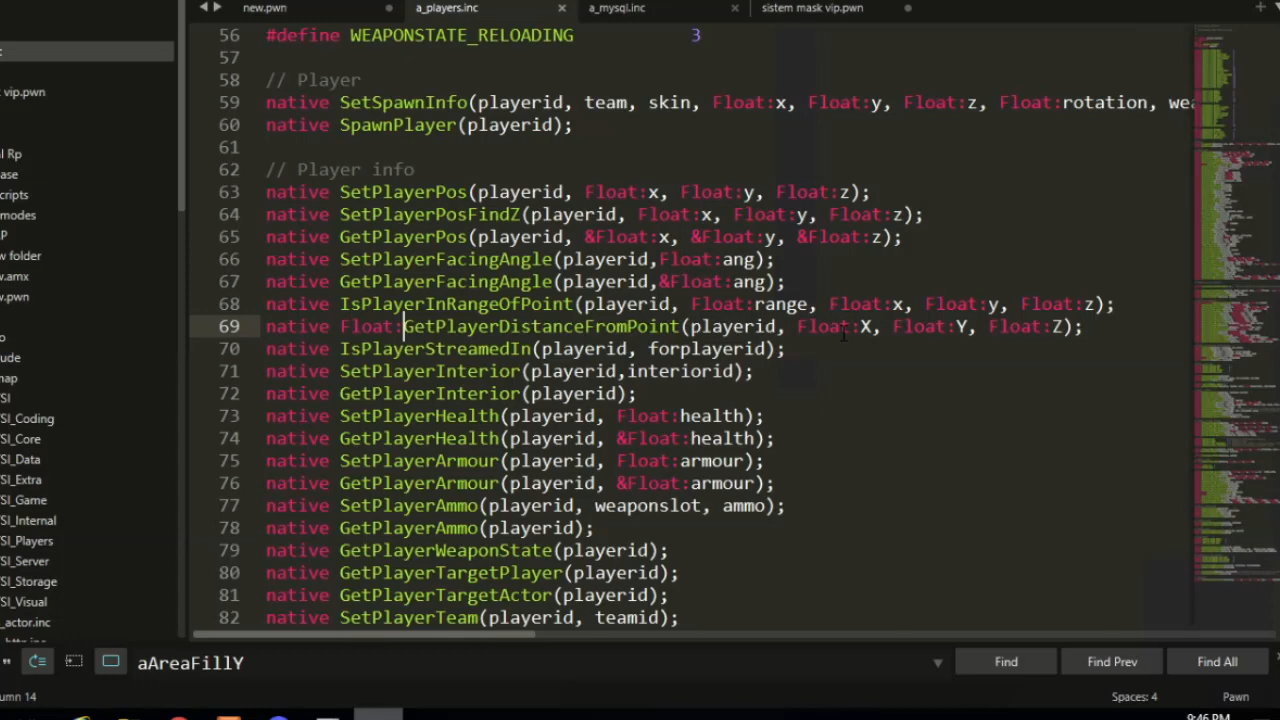 new.pwn
a_players.inc
a_mysql.inc
sistem mask vip.pwn
:
vip.pwn
al Rp
ase
scripts
modes
P
w folder
w.amx
w.pwn
o
ude
map
SI
SI_Coding
SI_Core
SI_Data
SI_Extra
SI_Game
SI_Internal
SI_Players
SI_Server
SI_Storage
SI_Visual
_actor.inc
56 #define WEAPONSTATE_RELOADING 3
57
58 // Player
59 native SetSpawnInfo(playerid, team, skin, Float:x, Float:y, Float:z, Float:rotation, wea
60 native SpawnPlayer(playerid);
61
62 // Player info
63 native SetPlayerPos(playerid, Float:x, Float:y, Float:z);
64 native SetPlayerPosFindZ(playerid, Float:x, Float:y, Float:z);
65 native GetPlayerPos(playerid, &Float:x, &Float:y, &Float:z);
66 native SetPlayerFacingAngle(playerid,Float:ang);
67 native GetPlayerFacingAngle(playerid,&Float:ang);
68 native IsPlayerInRangeOfPoint(playerid, Float:range, Float:x, Float:y, Float:z);
69 native Float:GetPlayerDistanceFromPoint(playerid, Float:X, Float:Y, Float:Z);
70 native IsPlayerStreamedIn(playerid, forplayerid);
71 native SetPlayerInterior(playerid,interiorid);
72 native GetPlayerInterior(playerid);
73 native SetPlayerHealth(playerid, Float:health);
74 native GetPlayerHealth(playerid, &Float:health);
75 native SetPlayerArmour(playerid, Float:armour);
76 native GetPlayerArmour(playerid, &Float:armour);
77 native SetPlayerAmmo(playerid, weaponslot, ammo);
78 native GetPlayerAmmo(playerid);
79 native GetPlayerWeaponState(playerid);
80 native GetPlayerTargetPlayer(playerid);
81 native GetPlayerTargetActor(playerid);
82 native SetPlayerTeam(playerid, teamid);
aAreaFillY
Find
Find Prev
Find All
umn 14
Spaces: 4
Pawn
9:46 PM